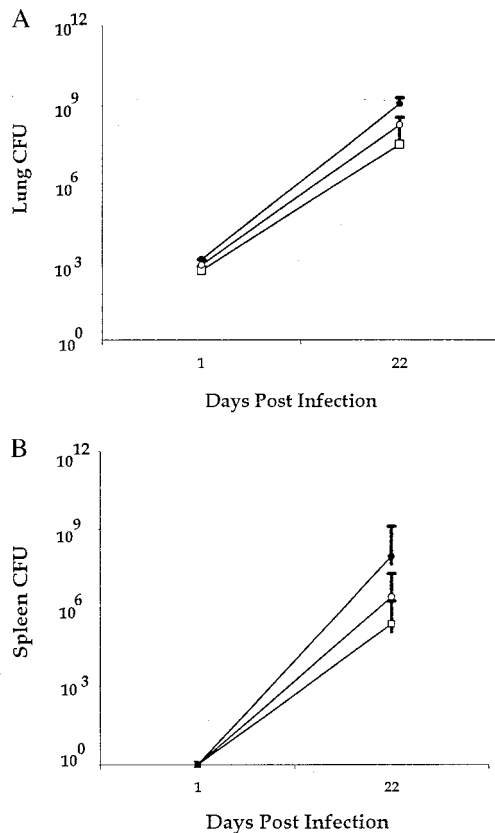 A
10^12
10^9
10^6
10^3
10^0
Lung CFU
1 22
Days Post Infection
B
10^12
10^9
10^6
10^3
10^0
Spleen CFU
1 22
Days Post Infection